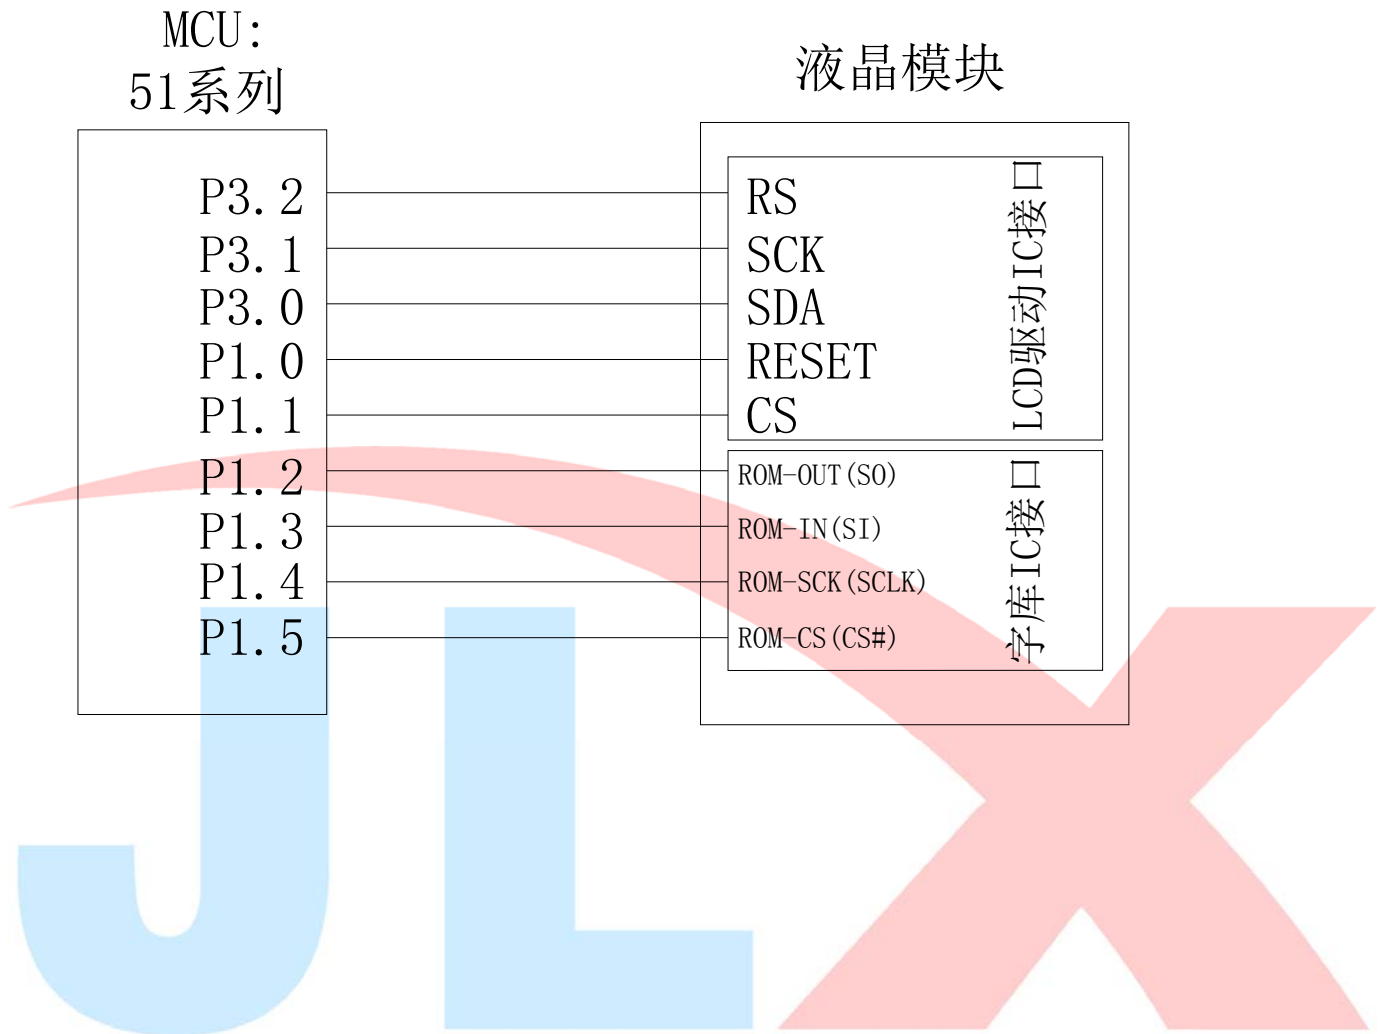 MCU:
51系列
液晶模块
P3.2
P3.1
P3.0
P1.0
P1.1
P1.2
P1.3
P1.4
P1.5
RS
SCK
SDA
RESET
CS
LCD驱动IC接口
ROM-OUT(SO)
ROM-IN(SI)
ROM-SCK(SCLK)
ROM-CS(CS#)
字库IC接口
JLX